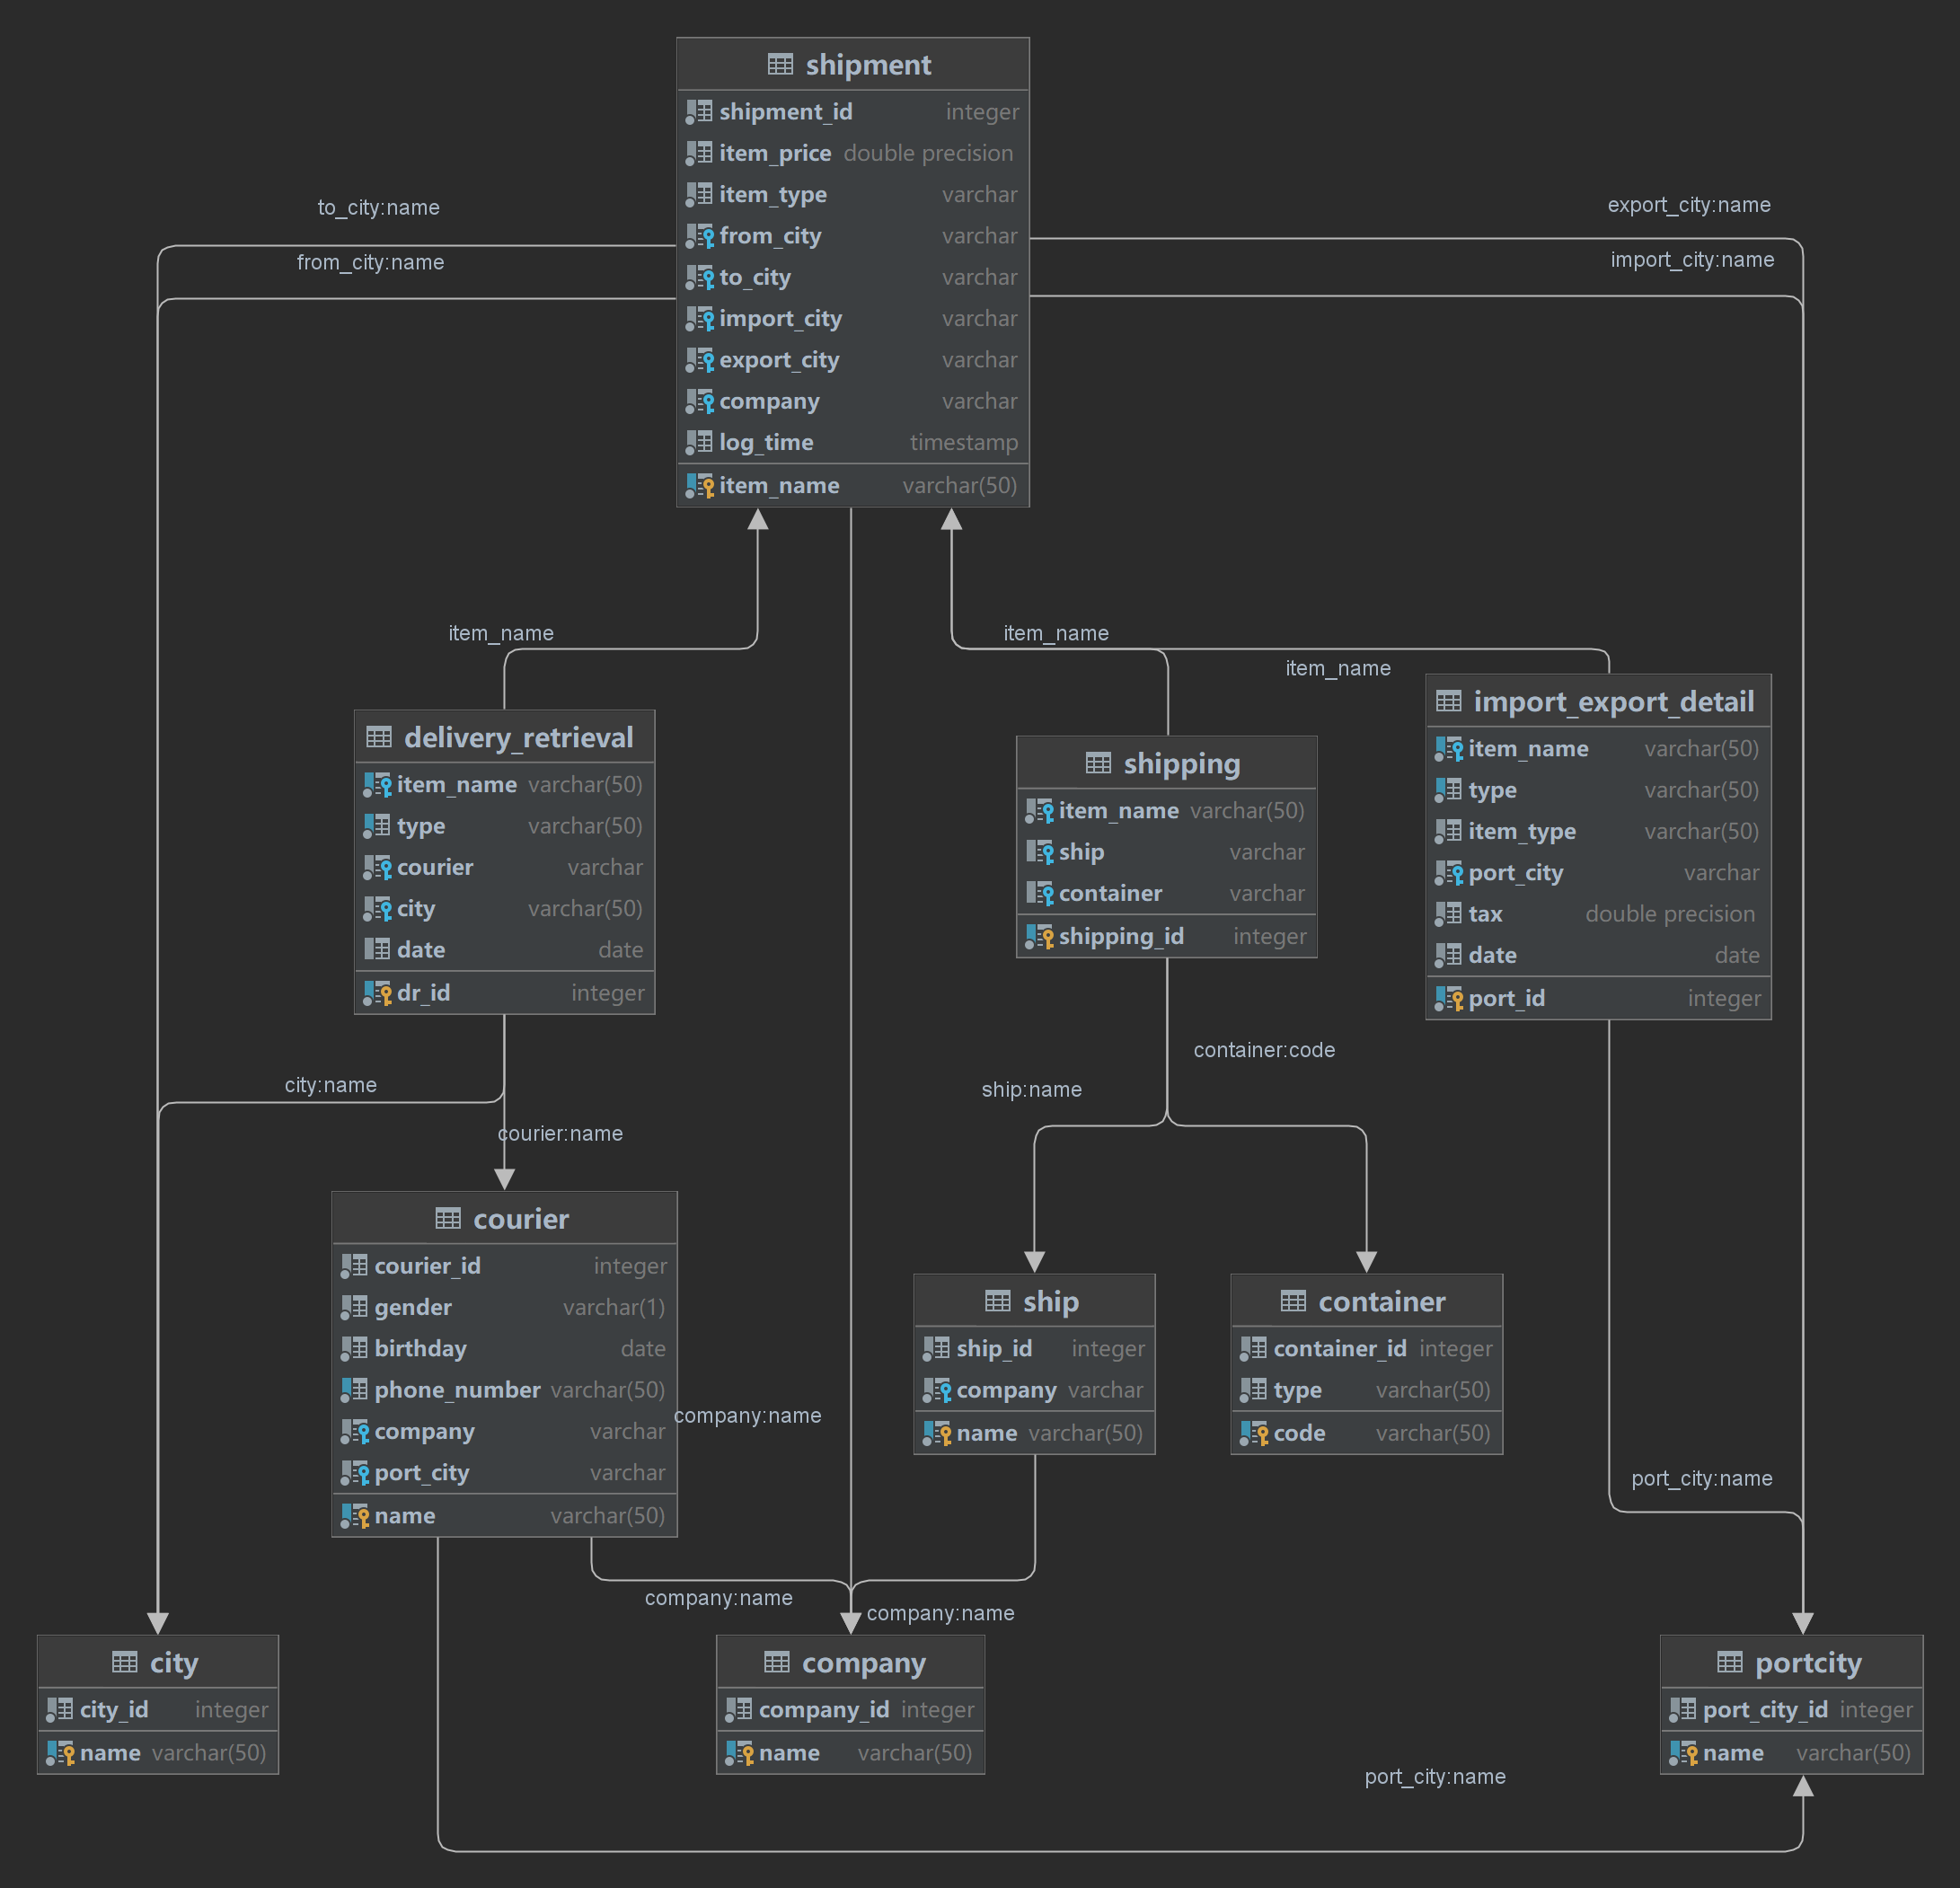 shipment
shipment_id integer
item_price double precision
item_type varchar
from_city varchar
to_city varchar
import_city varchar
export_city varchar
company varchar
log_time timestamp
item_name varchar(50)
to_city:name
from_city:name
export_city:name
import_city:name
item_name
item_name
item_name
delivery_retrieval
item_name varchar(50)
type varchar(50)
courier varchar
city varchar(50)
date date
dr_id integer
shipping
item_name varchar(50)
ship varchar
container varchar
shipping_id integer
import_export_detail
item_name varchar(50)
type varchar(50)
item_type varchar(50)
port_city varchar
tax double precision
date date
port_id integer
city:name
courier:name
container:code
ship:name
courier
courier_id integer
gender varchar(1)
birthday date
phone_number varchar(50)
company varchar
port_city varchar
name varchar(50)
company:name
ship
ship_id integer
company varchar
name varchar(50)
container
container_id integer
type varchar(50)
code varchar(50)
port_city:name
company:name
company:name
city
city_id integer
name varchar(50)
company
company_id integer
name varchar(50)
portcity
port_city_id integer
name varchar(50)
port_city:name